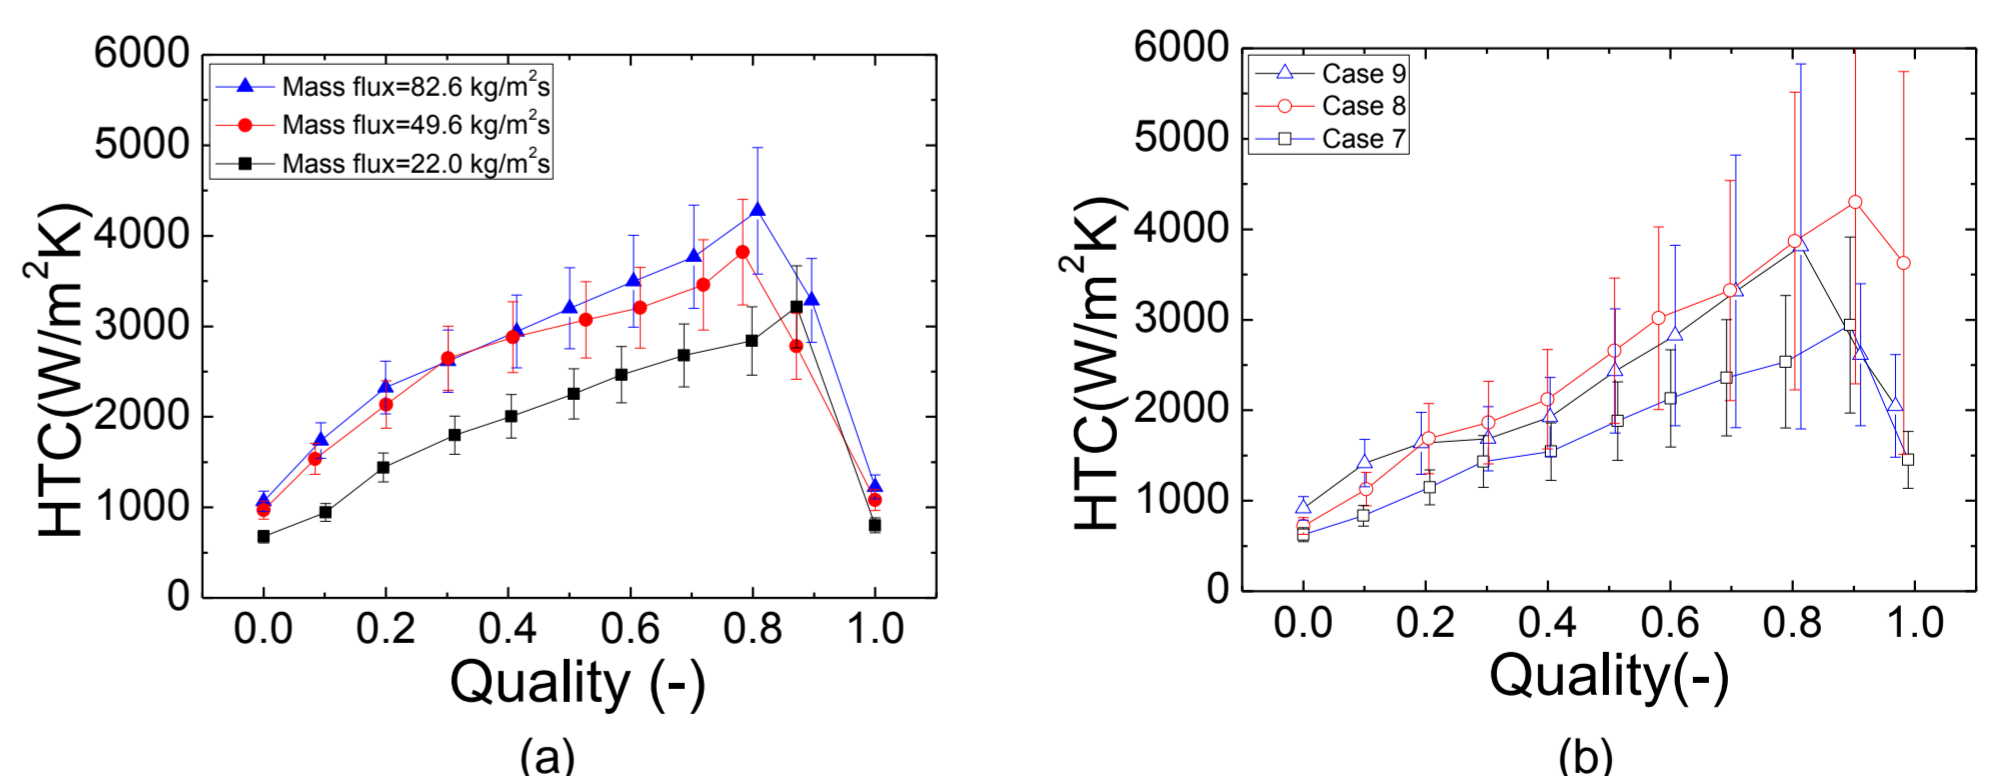 6000
5000
4000
3000
2000
1000
0
HTC(W/m²K)
Mass flux=82.6 kg/m²s
Mass flux=49.6 kg/m²s
Mass flux=22.0 kg/m²s
0.0 0.2 0.4 0.6 0.8 1.0
Quality (-)
(a)
6000
5000
4000
3000
2000
1000
0
HTC(W/m²K)
Case 9
Case 8
Case 7
0.0 0.2 0.4 0.6 0.8 1.0
Quality(-)
(b)